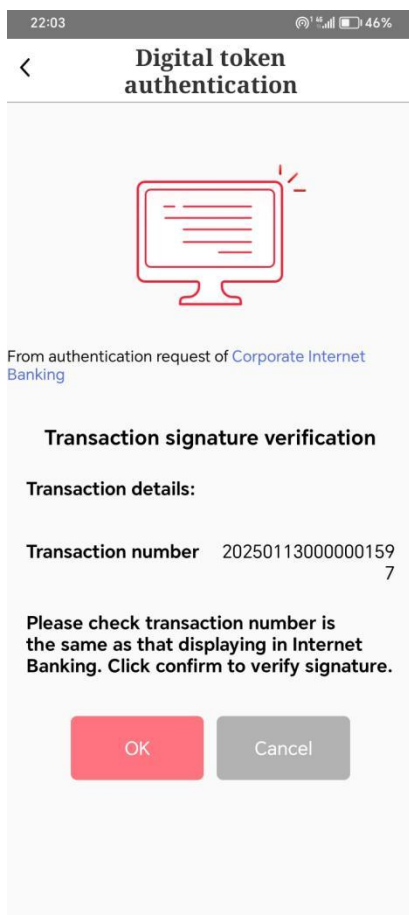 22:03
46%
Digital token
authentication
From authentication request of Corporate Internet
Banking
Transaction signature verification
Transaction details:
Transaction number 20250113000000159
7
Please check transaction number is
the same as that displaying in Internet
Banking. Click confirm to verify signature.
OK Cancel